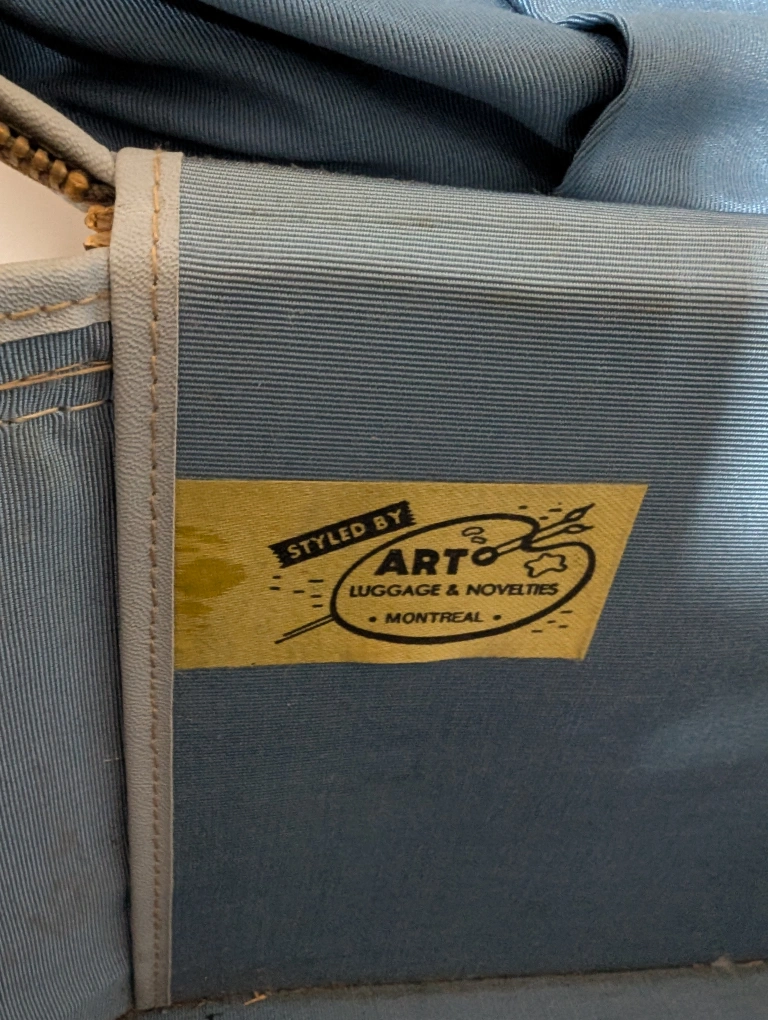 STYLED BY
ART
LUGGAGE & NOVELTIES
• MONTREAL •